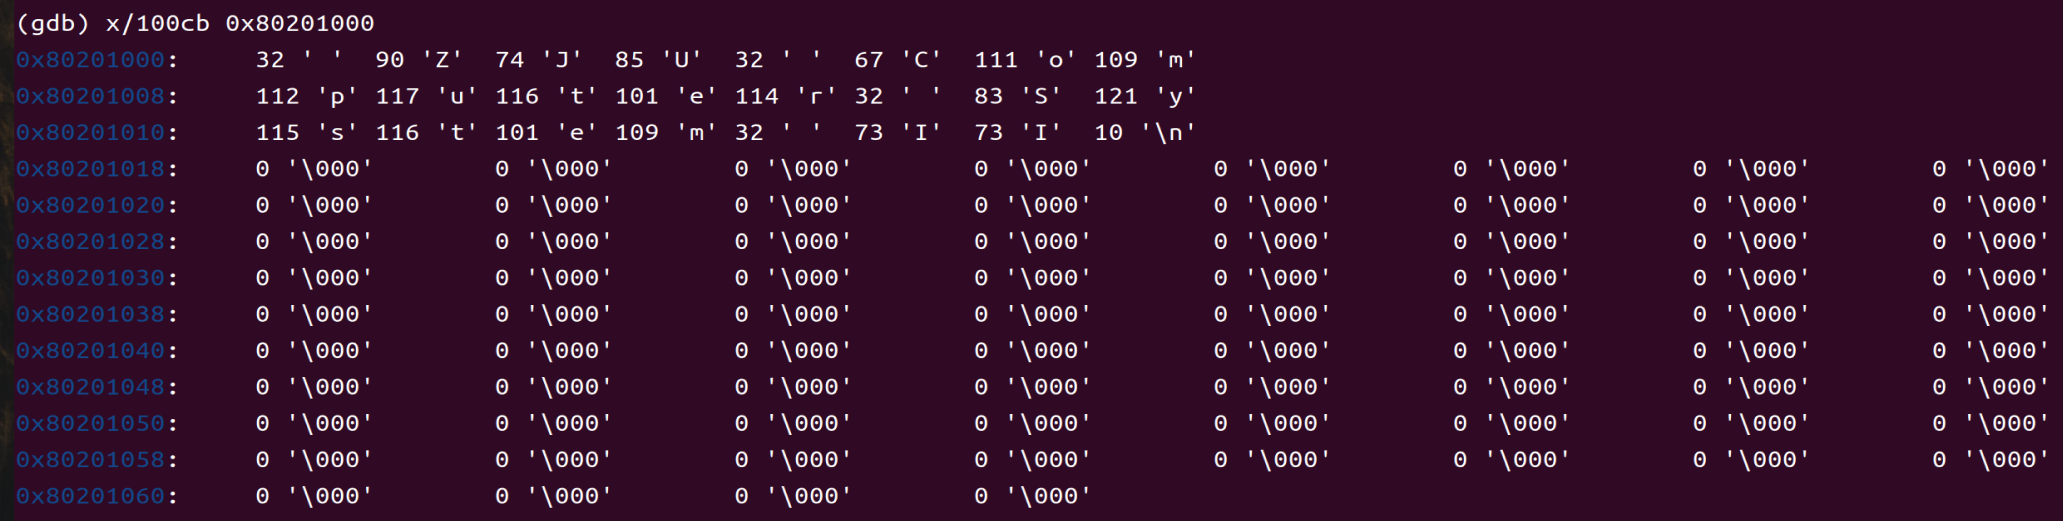 (gdb) x/100cb 0x80201000
0x80201000: 32 ' ' 90 'Z' 74 'J' 85 'U' 32 ' ' 67 'C' 111 'o' 109 'm'
0x80201008: 112 'p' 117 'u' 116 't' 101 'e' 114 'r' 32 ' ' 83 'S' 121 'y'
0x80201010: 115 's' 116 't' 101 'e' 109 'm' 32 ' ' 73 'I' 73 'I' 10 '\n'
0x80201018: 0 '\000' 0 '\000' 0 '\000' 0 '\000' 0 '\000' 0 '\000' 0 '\000' 0 '\000'
0x80201020: 0 '\000' 0 '\000' 0 '\000' 0 '\000' 0 '\000' 0 '\000' 0 '\000' 0 '\000'
0x80201028: 0 '\000' 0 '\000' 0 '\000' 0 '\000' 0 '\000' 0 '\000' 0 '\000' 0 '\000'
0x80201030: 0 '\000' 0 '\000' 0 '\000' 0 '\000' 0 '\000' 0 '\000' 0 '\000' 0 '\000'
0x80201038: 0 '\000' 0 '\000' 0 '\000' 0 '\000' 0 '\000' 0 '\000' 0 '\000' 0 '\000'
0x80201040: 0 '\000' 0 '\000' 0 '\000' 0 '\000' 0 '\000' 0 '\000' 0 '\000' 0 '\000'
0x80201048: 0 '\000' 0 '\000' 0 '\000' 0 '\000' 0 '\000' 0 '\000' 0 '\000' 0 '\000'
0x80201050: 0 '\000' 0 '\000' 0 '\000' 0 '\000' 0 '\000' 0 '\000' 0 '\000' 0 '\000'
0x80201058: 0 '\000' 0 '\000' 0 '\000' 0 '\000' 0 '\000' 0 '\000' 0 '\000' 0 '\000'
0x80201060: 0 '\000' 0 '\000' 0 '\000' 0 '\000'